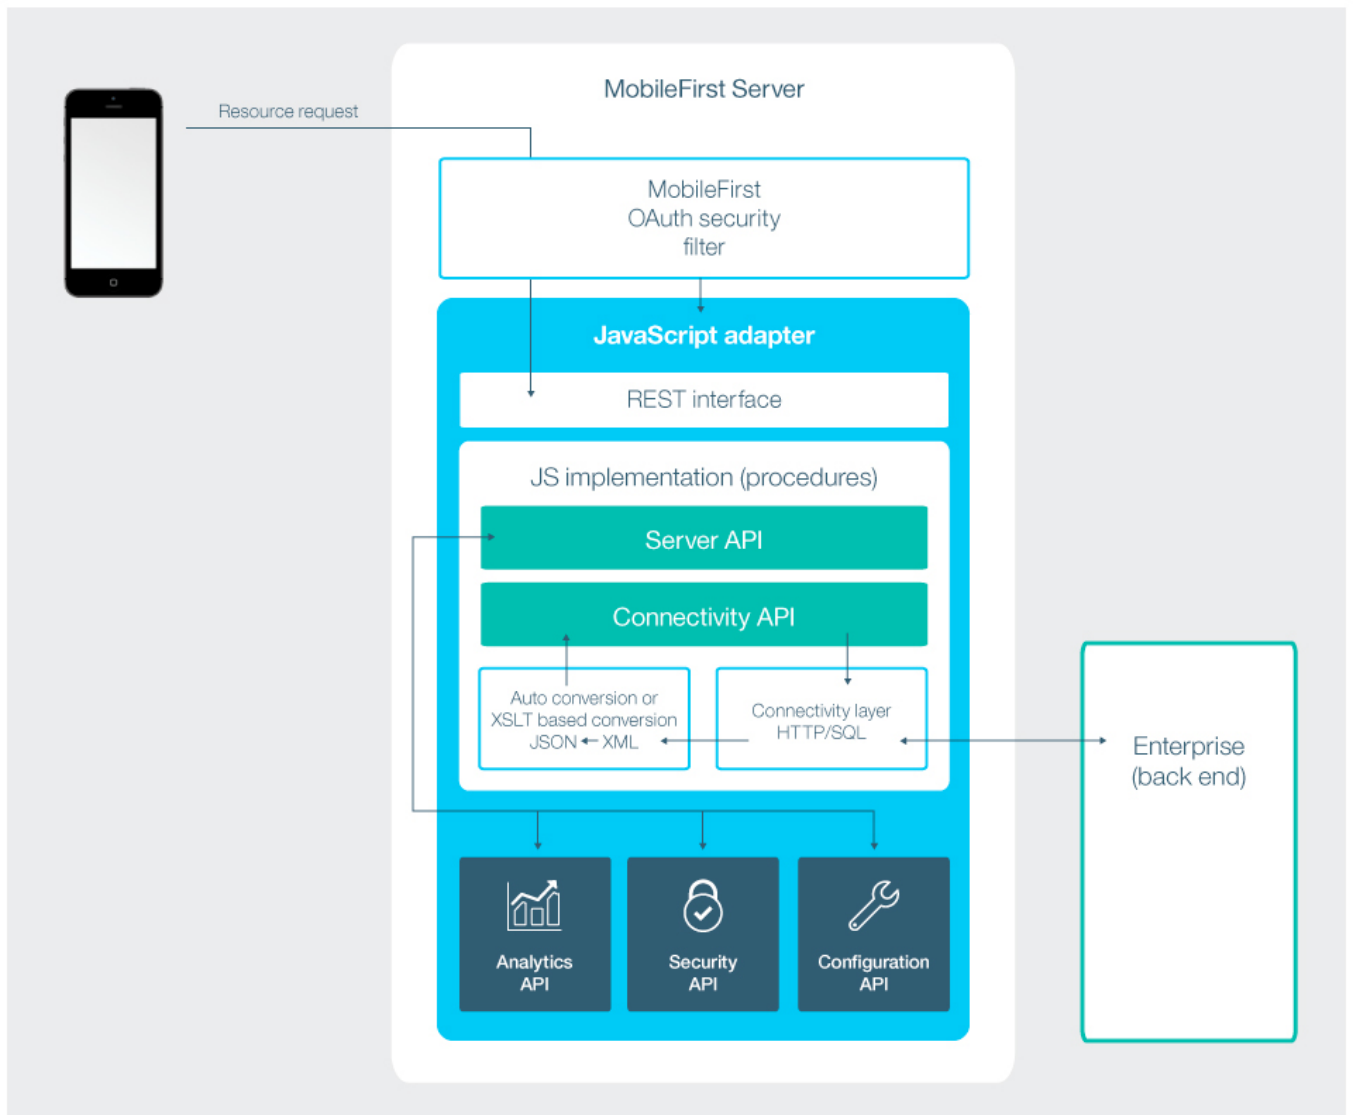 MobileFirst Server
Resource request
MobileFirst
OAuth security
filter
JavaScript adapter
REST interface
JS implementation (procedures)
Server API
Connectivity API
Auto conversion or
XSLT based conversion
JSON ← XML
Connectivity layer
HTTP/SQL
Enterprise
(back end)
Analytics
API
Security
API
Configuration
API